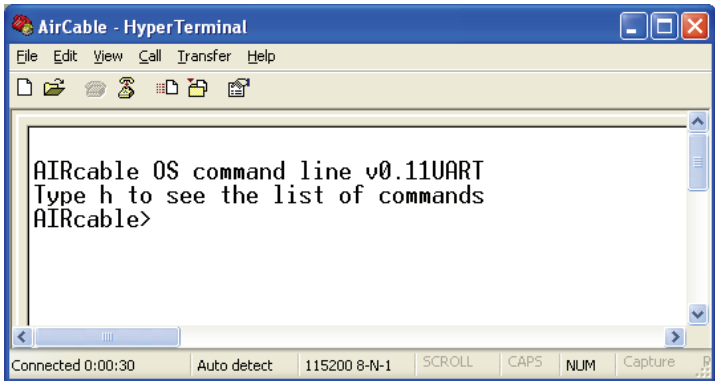 AirCable - HyperTerminal
File Edit View Call Transfer Help
AIRcable OS command line v0.11UART
Type h to see the list of commands
AIRcable>
Connected 0:00:30 Auto detect 115200 8-N-1 SCROLL CAPS NUM Capture